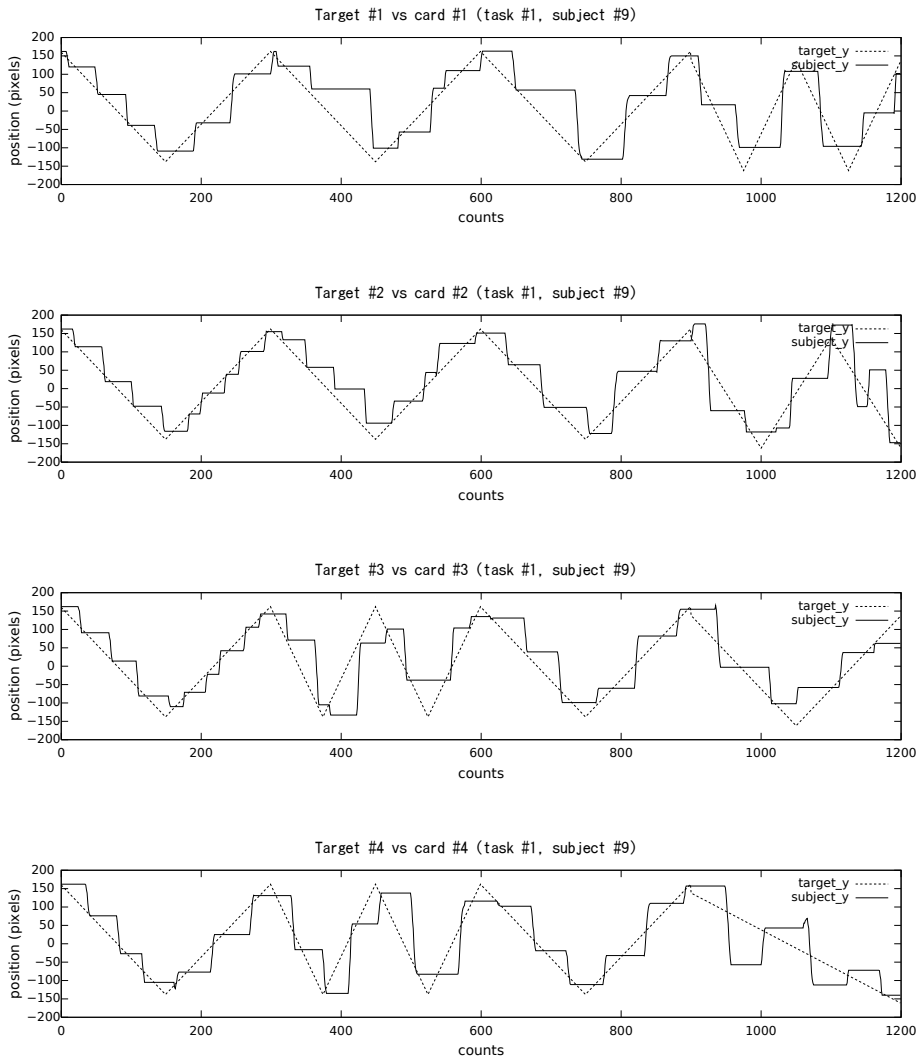 Target #1 vs card #1 (task #1, subject #9)
position (pixels)
200
150
100
50
0
−50
−100
−150
−200
target_y
subject_y
0 200 400 600 800 1000 1200
counts
Target #2 vs card #2 (task #1, subject #9)
position (pixels)
200
150
100
50
0
−50
−100
−150
−200
target_y
subject_y
0 200 400 600 800 1000 1200
counts
Target #3 vs card #3 (task #1, subject #9)
position (pixels)
200
150
100
50
0
−50
−100
−150
−200
target_y
subject_y
0 200 400 600 800 1000 1200
counts
Target #4 vs card #4 (task #1, subject #9)
position (pixels)
200
150
100
50
0
−50
−100
−150
−200
target_y
subject_y
0 200 400 600 800 1000 1200
counts